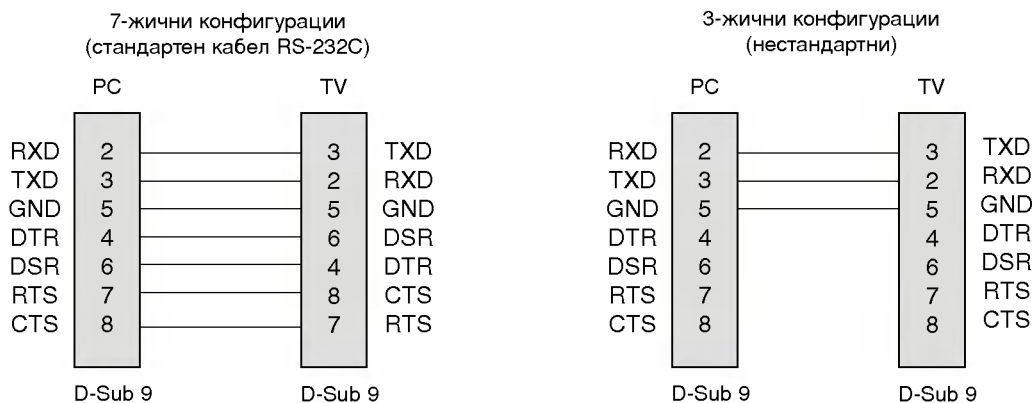 7-жични конфигурации
(стандартен кабел RS-232C)
PC TV
RXD 2 3 TXD
TXD 3 2 RXD
GND 5 5 GND
DTR 4 6 DSR
DSR 6 4 DTR
RTS 7 8 CTS
CTS 8 7 RTS
D-Sub 9 D-Sub 9
3-жични конфигурации
(нестандартни)
PC TV
RXD 2 3 TXD
TXD 3 2 RXD
GND 5 5 GND
DTR 4 4 DTR
DSR 6 6 DSR
RTS 7 7 RTS
CTS 8 8 CTS
D-Sub 9 D-Sub 9